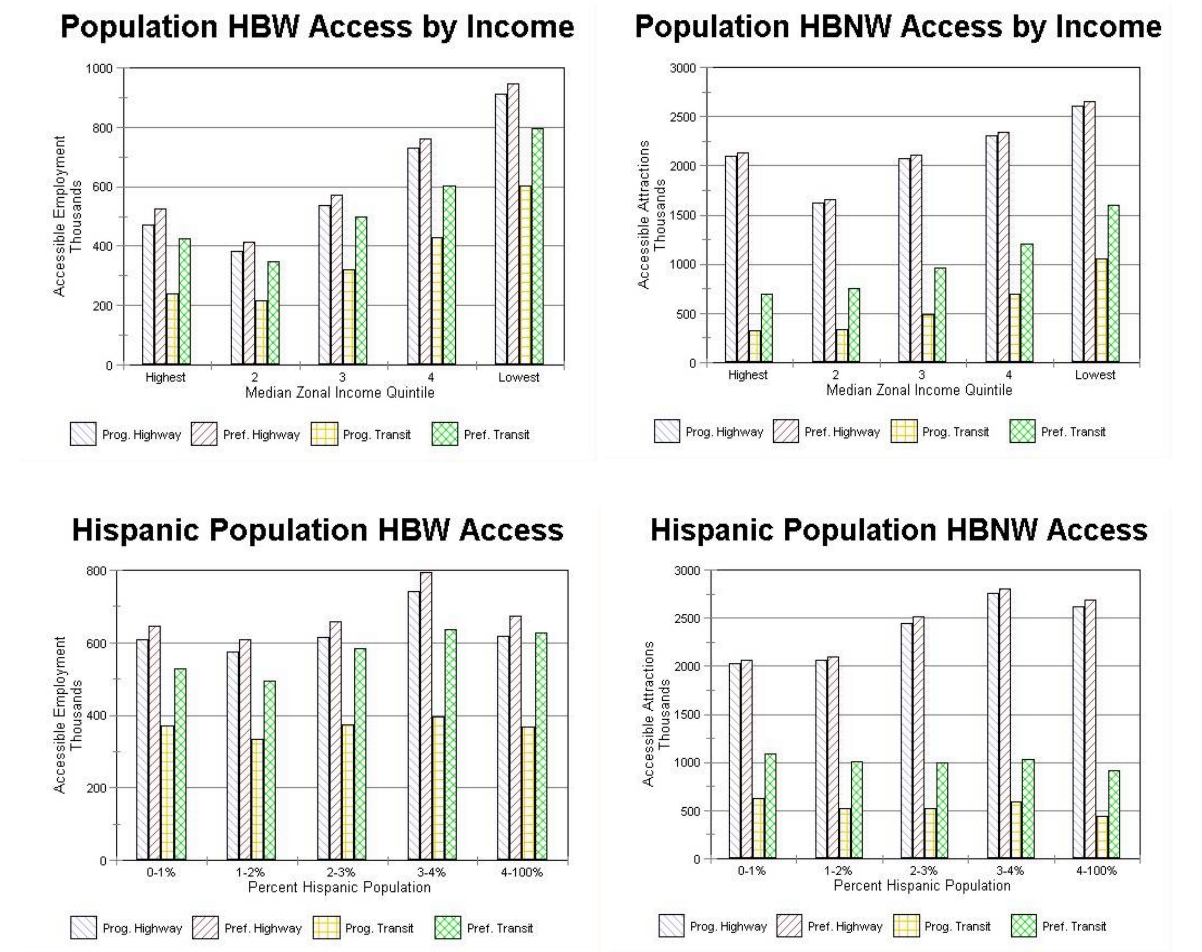 Population HBW Access by Income
1000
800
600
400
200
0
Accessible Employment
Thousands
Highest 2 3 4 Lowest
Median Zonal Income Quintile
Prog. Highway Pref. Highway Prog. Transit Pref. Transit
Population HBNW Access by Income
3000
2500
2000
1500
1000
500
0
Accessible Attractions
Thousands
Highest 2 3 4 Lowest
Median Zonal Income Quintile
Prog. Highway Pref. Highway Prog. Transit Pref. Transit
Hispanic Population HBW Access
800
600
400
200
0
Accessible Employment
Thousands
0-1% 1-2% 2-3% 3-4% 4-100%
Percent Hispanic Population
Prog. Highway Pref. Highway Prog. Transit Pref. Transit
Hispanic Population HBNW Access
3000
2500
2000
1500
1000
500
0
Accessible Attractions
Thousands
0-1% 1-2% 2-3% 3-4% 4-100%
Percent Hispanic Population
Prog. Highway Pref. Highway Prog. Transit Pref. Transit